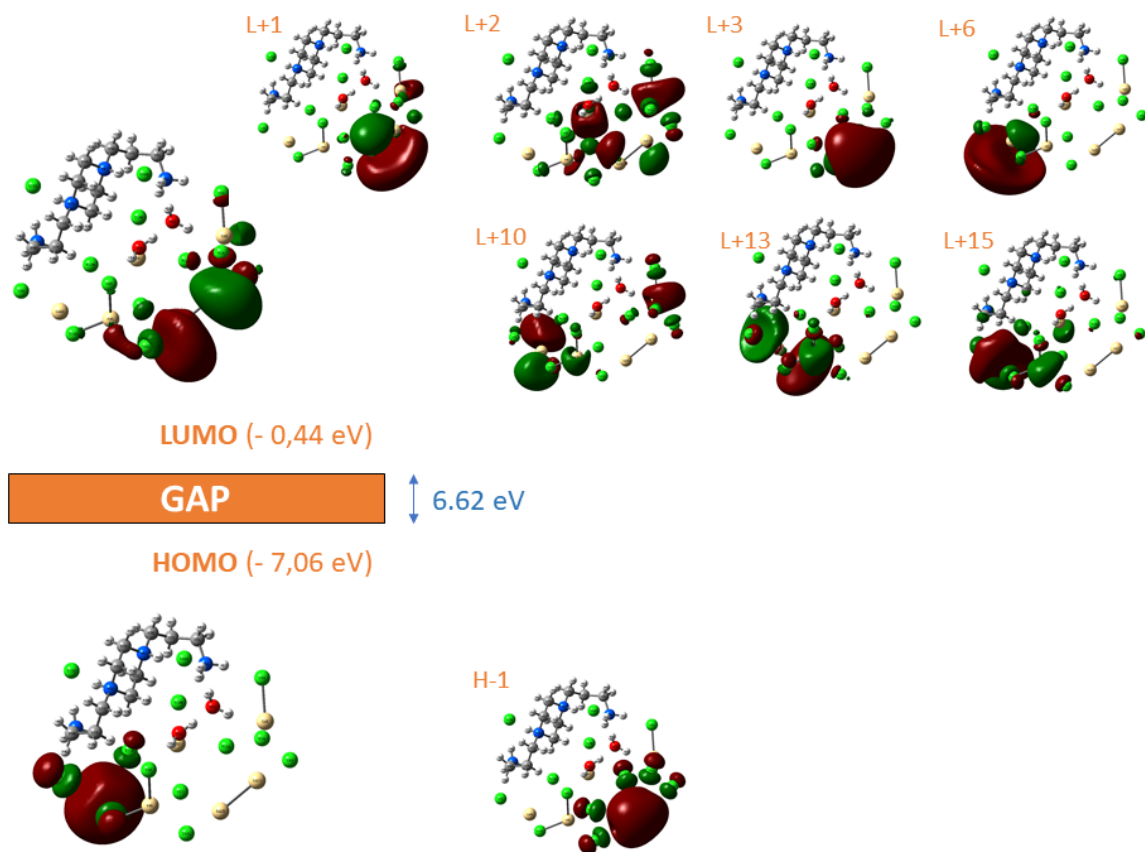 L+1
L+2
L+3
L+6
L+10
L+13
L+15
LUMO (- 0,44 eV)
GAP
6.62 eV
HOMO (- 7,06 eV)
H-1